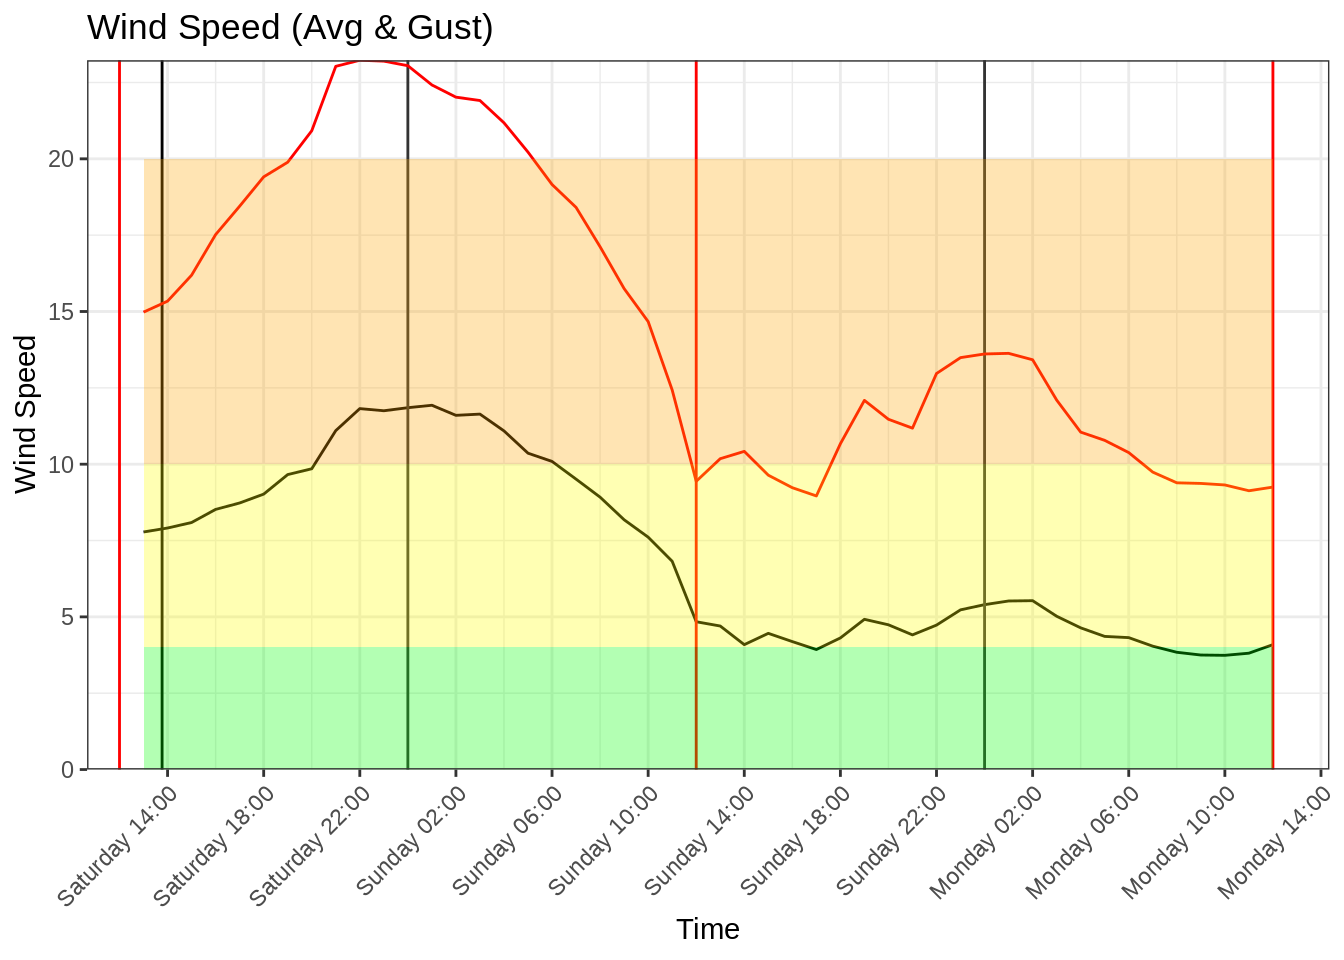 Wind Speed (Avg & Gust)
Wind Speed
20
15
10
5
0
Saturday 14:00
Saturday 18:00
Saturday 22:00
Sunday 02:00
Sunday 06:00
Sunday 10:00
Sunday 14:00
Sunday 18:00
Sunday 22:00
Monday 02:00
Monday 06:00
Monday 10:00
Monday 14:00
Time